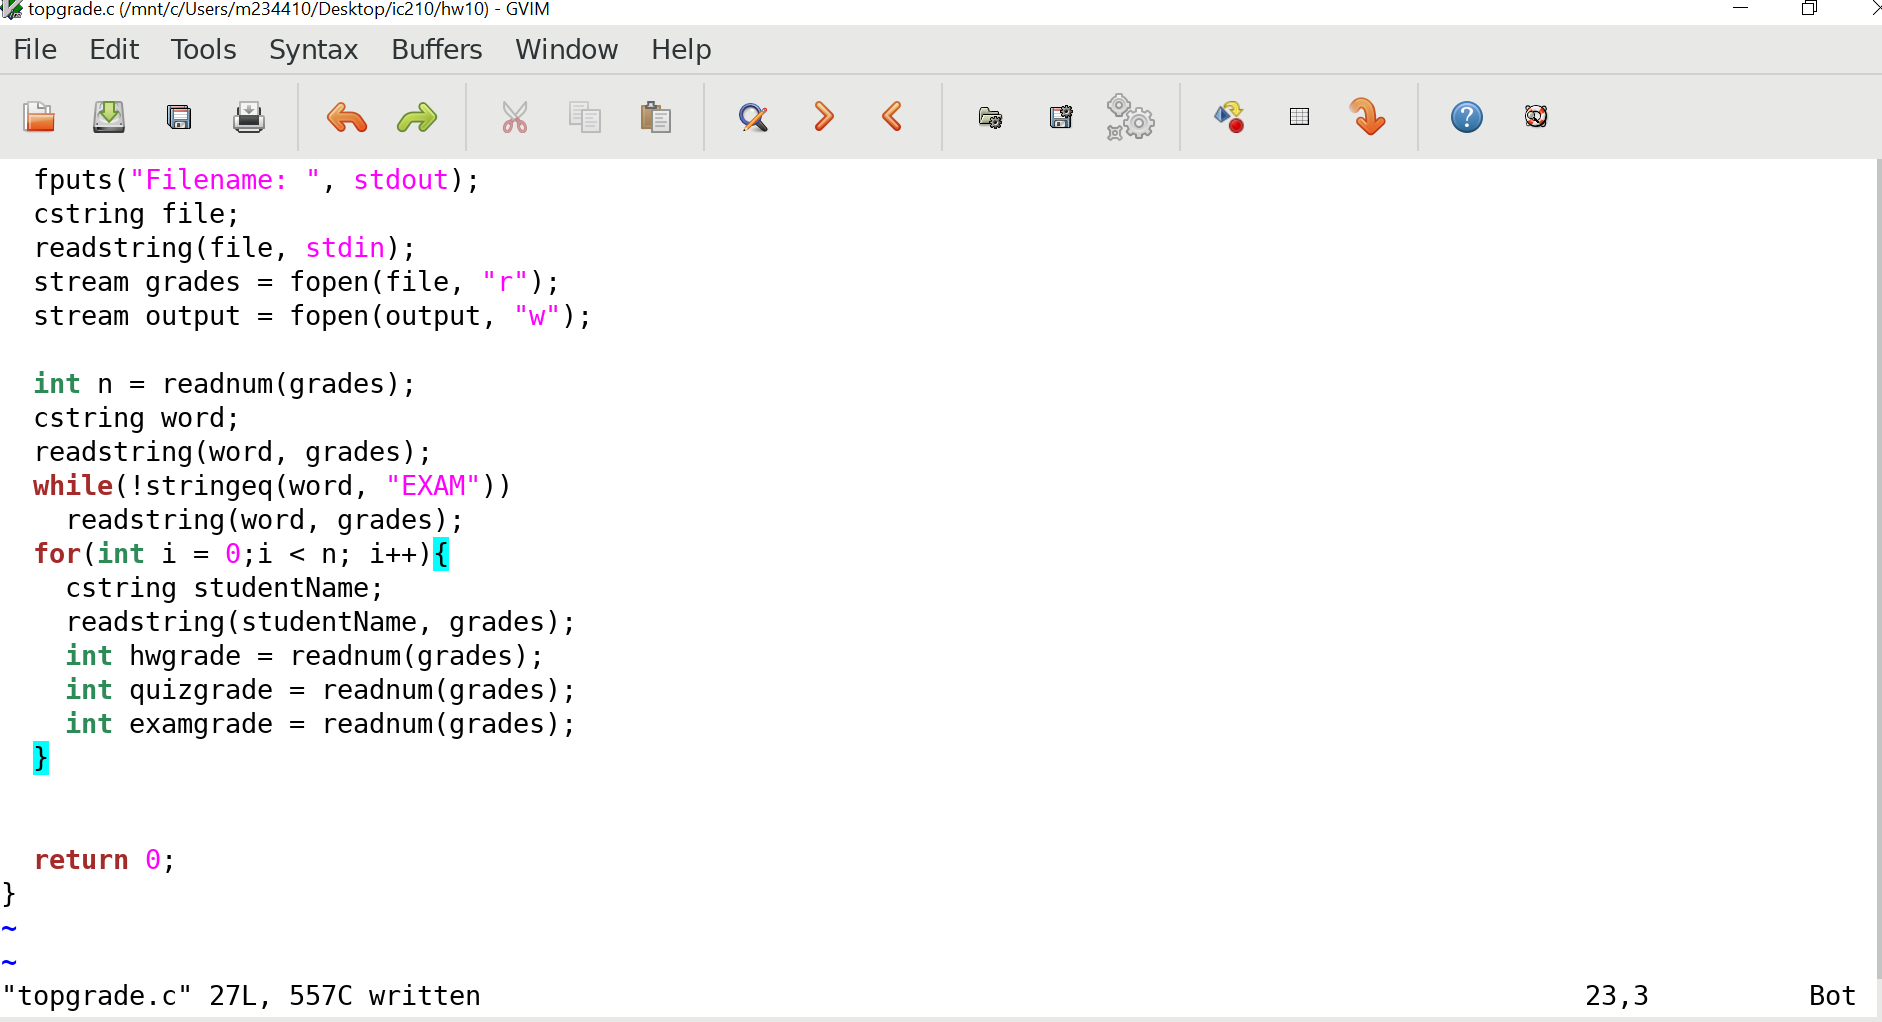 topgrade.c (/mnt/c/Users/m234410/Desktop/ic210/hw10) - GVIM
File Edit Tools Syntax Buffers Window Help
  fputs("Filename: ", stdout);
  cstring file;
  readstring(file, stdin);
  stream grades = fopen(file, "r");
  stream output = fopen(output, "w");

  int n = readnum(grades);
  cstring word;
  readstring(word, grades);
  while(!stringeq(word, "EXAM"))
    readstring(word, grades);
  for(int i = 0;i < n; i++){
    cstring studentName;
    readstring(studentName, grades);
    int hwgrade = readnum(grades);
    int quizgrade = readnum(grades);
    int examgrade = readnum(grades);
  }

  return 0;
}
~
~
"topgrade.c" 27L, 557C written 23,3 Bot